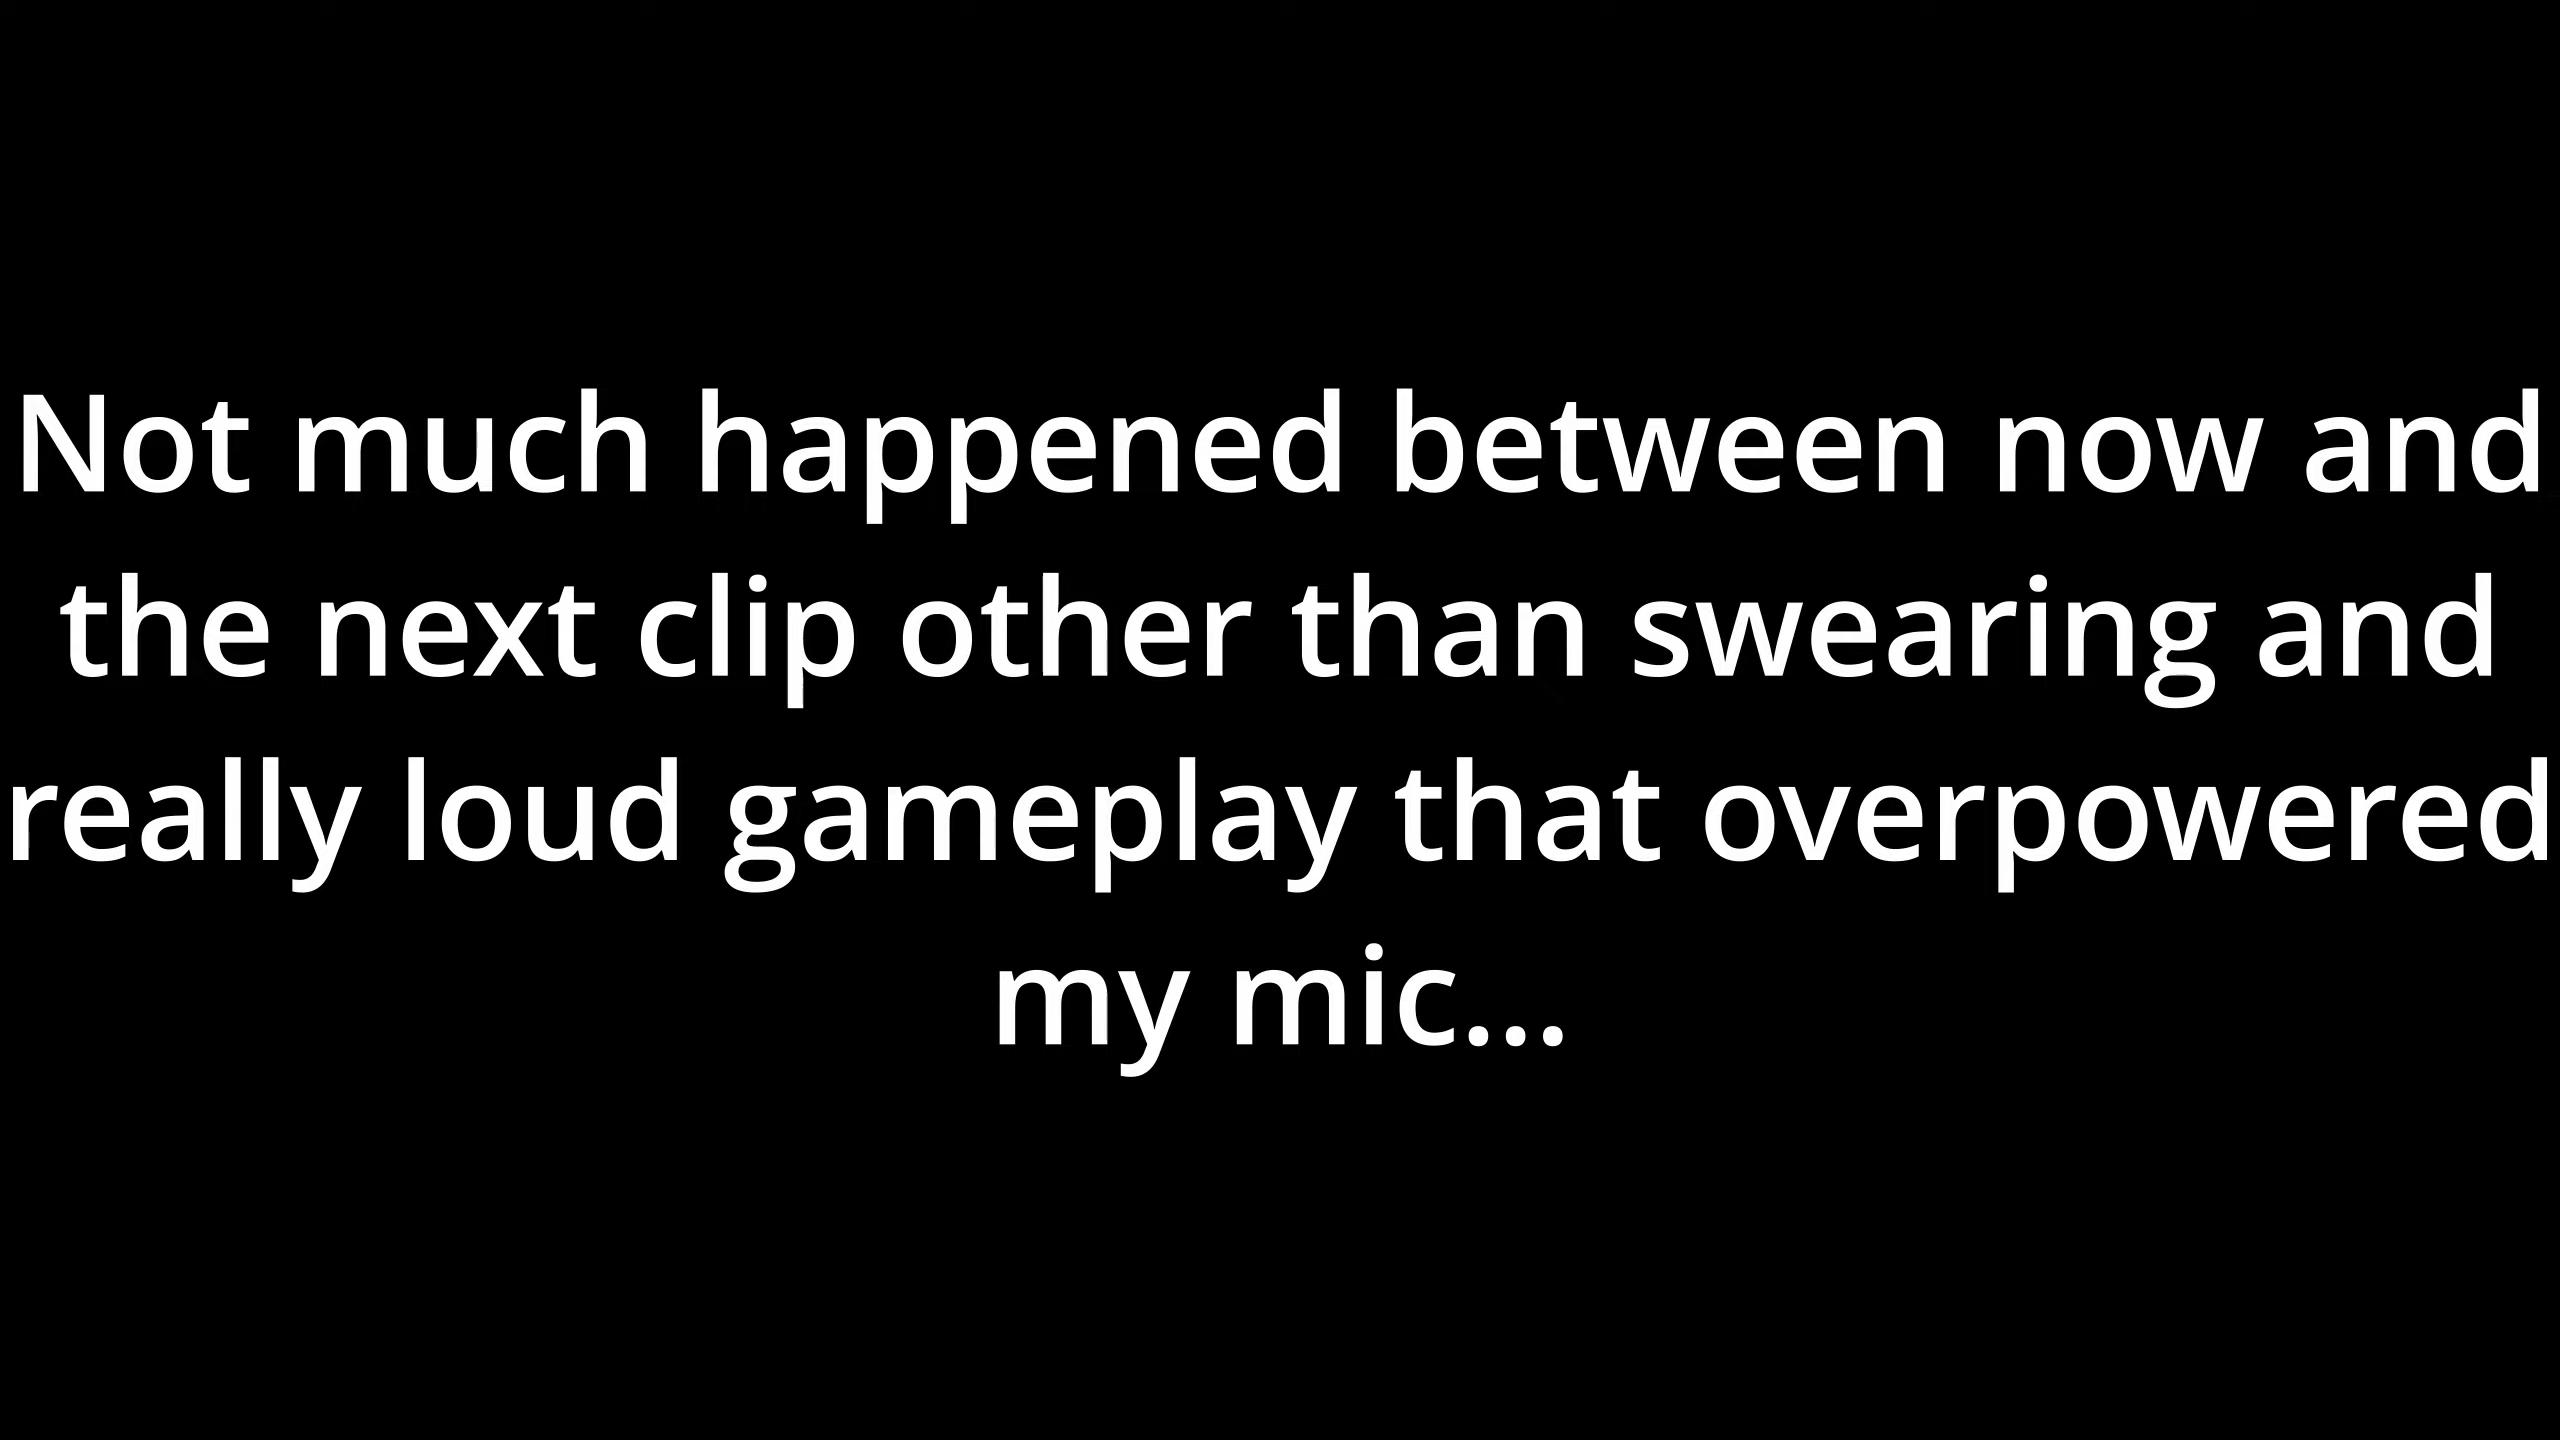 Not much happened between now and
the next clip other than swearing and
really loud gameplay that overpowered
my mic...